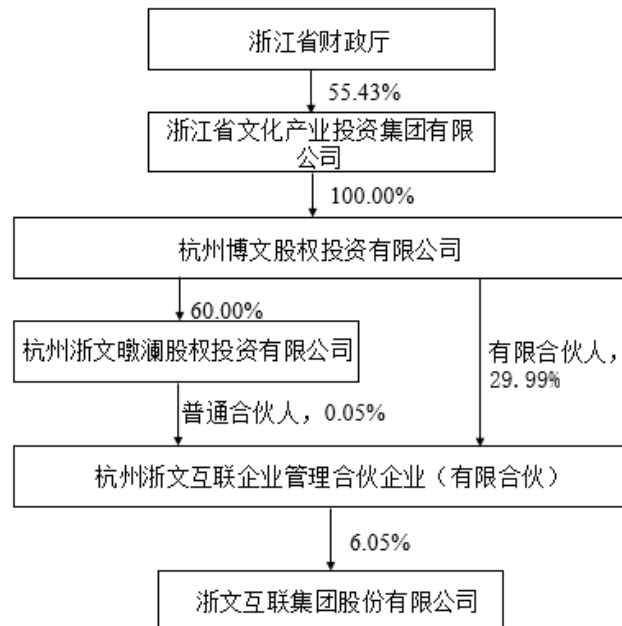 浙江省财政厅
55.43%
浙江省文化产业投资集团有限
公司
100.00%
杭州博文股权投资有限公司
60.00%
杭州浙文暾澜股权投资有限公司
有限合伙人，
29.99%
普通合伙人，0.05%
杭州浙文互联企业管理合伙企业（有限合伙）
6.05%
浙文互联集团股份有限公司